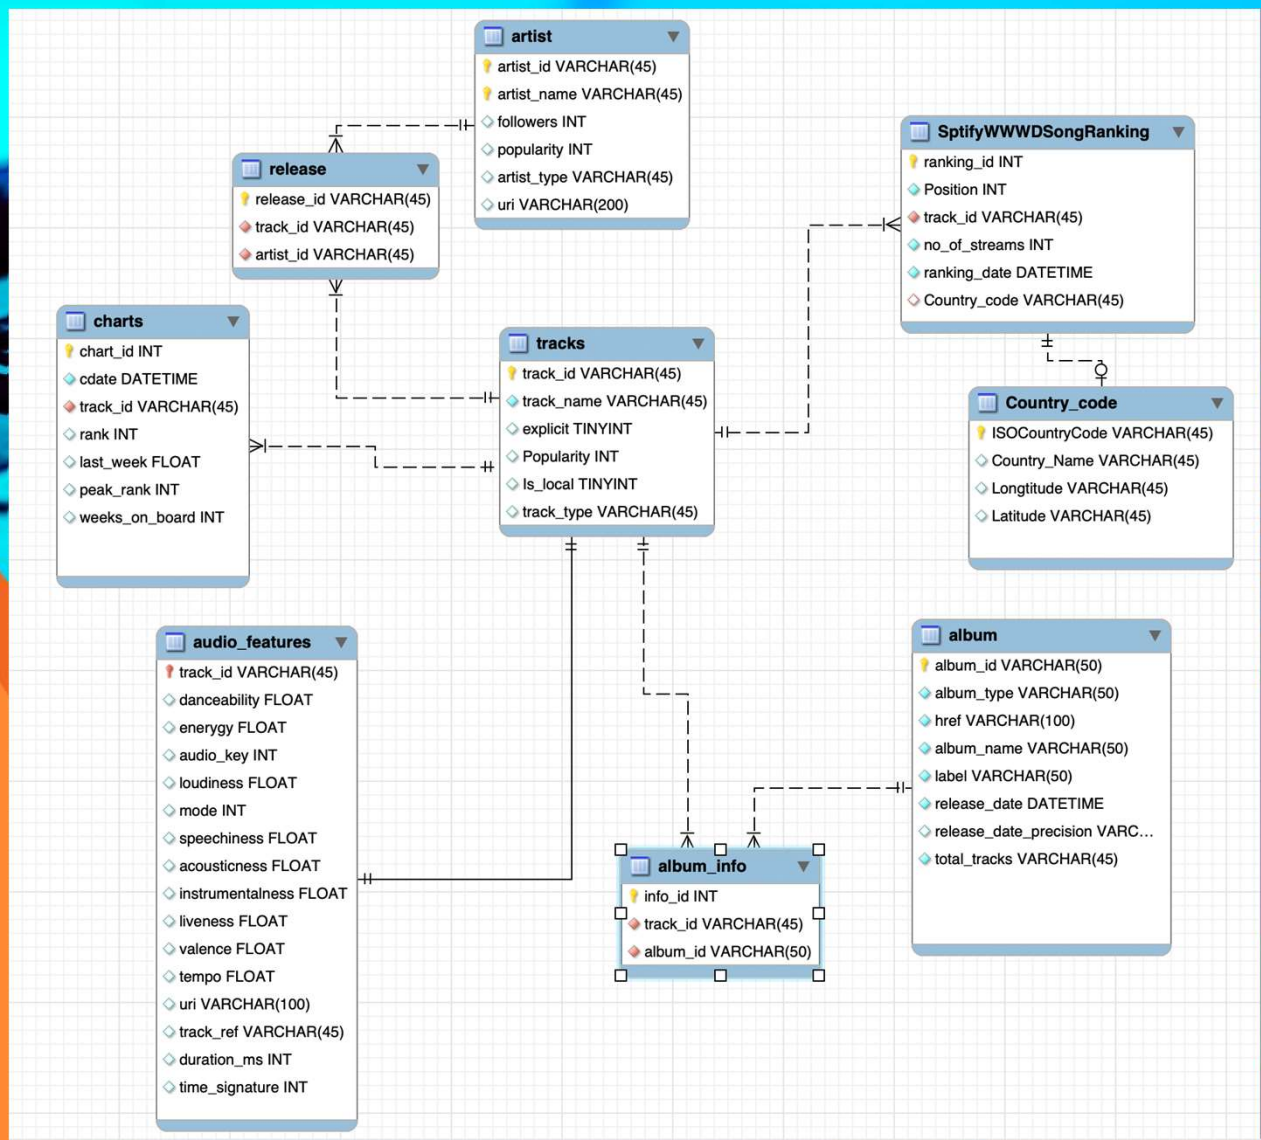 artist
artist_id VARCHAR(45)
artist_name VARCHAR(45)
followers INT
popularity INT
artist_type VARCHAR(45)
uri VARCHAR(200)
release
release_id VARCHAR(45)
track_id VARCHAR(45)
artist_id VARCHAR(45)
SptifyWWWDSongRanking
ranking_id INT
Position INT
track_id VARCHAR(45)
no_of_streams INT
ranking_date DATETIME
Country_code VARCHAR(45)
charts
chart_id INT
cdate DATETIME
track_id VARCHAR(45)
rank INT
last_week FLOAT
peak_rank INT
weeks_on_board INT
tracks
track_id VARCHAR(45)
track_name VARCHAR(45)
explicit TINYINT
Popularity INT
Is_local TINYINT
track_type VARCHAR(45)
Country_code
ISOCountryCode VARCHAR(45)
Country_Name VARCHAR(45)
Longtitude VARCHAR(45)
Latitude VARCHAR(45)
audio_features
track_id VARCHAR(45)
danceability FLOAT
enerygy FLOAT
audio_key INT
loudiness FLOAT
mode INT
speechiness FLOAT
acousticness FLOAT
instrumentalness FLOAT
liveness FLOAT
valence FLOAT
tempo FLOAT
uri VARCHAR(100)
track_ref VARCHAR(45)
duration_ms INT
time_signature INT
album
album_id VARCHAR(50)
album_type VARCHAR(50)
href VARCHAR(100)
album_name VARCHAR(50)
label VARCHAR(50)
release_date DATETIME
release_date_precision VARC...
total_tracks VARCHAR(45)
album_info
info_id INT
track_id VARCHAR(45)
album_id VARCHAR(50)